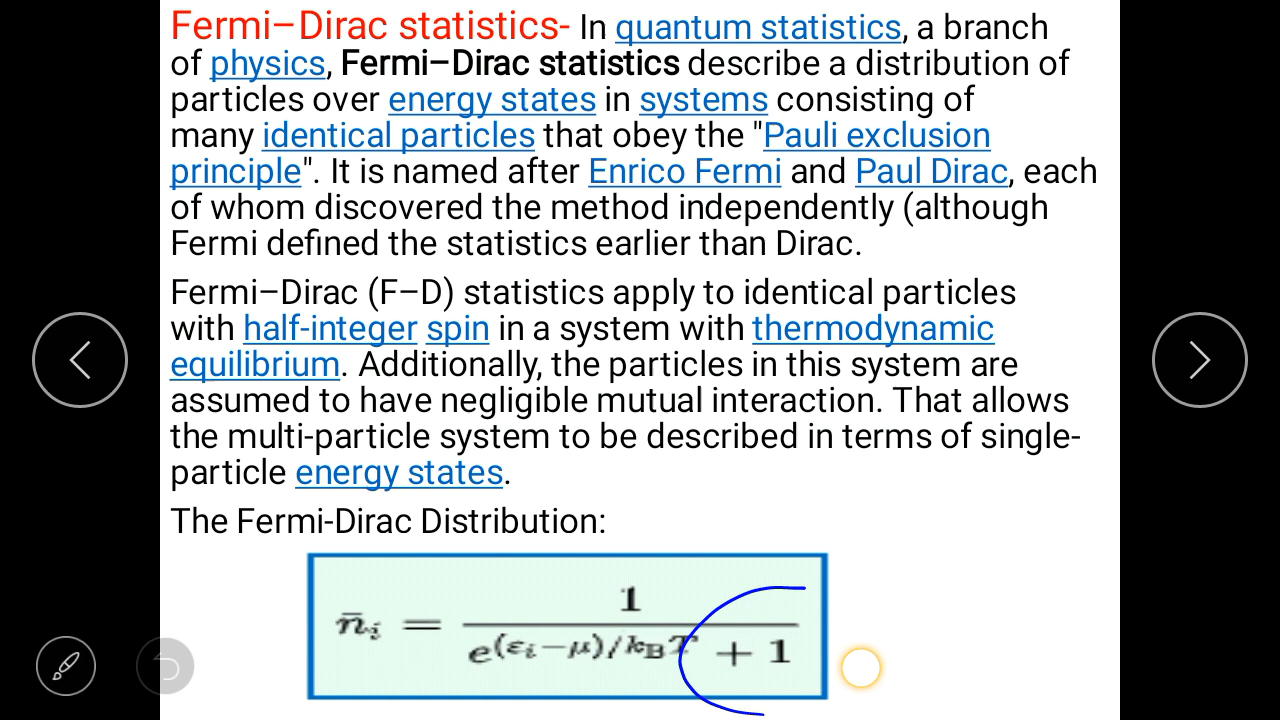 Fermi–Dirac statistics- In quantum statistics, a branch
of physics, Fermi–Dirac statistics describe a distribution of
particles over energy states in systems consisting of
many identical particles that obey the "Pauli exclusion
principle". It is named after Enrico Fermi and Paul Dirac, each
of whom discovered the method independently (although
Fermi defined the statistics earlier than Dirac.
Fermi–Dirac (F–D) statistics apply to identical particles
with half-integer spin in a system with thermodynamic
equilibrium. Additionally, the particles in this system are
assumed to have negligible mutual interaction. That allows
the multi-particle system to be described in terms of single-
particle energy states.
The Fermi-Dirac Distribution:
n̄ᵢ = 1 / e^(εᵢ−μ)/k_BT + 1